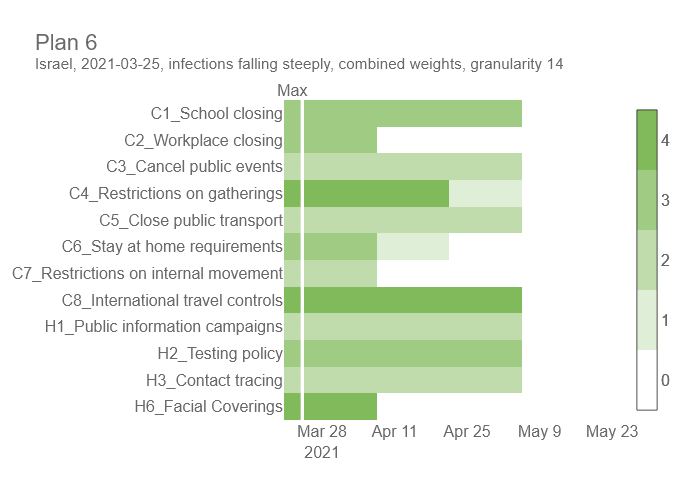 Plan 6
Israel, 2021-03-25, infections falling steeply, combined weights, granularity 14
Max
C1_School closing
C2_Workplace closing
C3_Cancel public events
C4_Restrictions on gatherings
C5_Close public transport
C6_Stay at home requirements
C7_Restrictions on internal movement
C8_International travel controls
H1_Public information campaigns
H2_Testing policy
H3_Contact tracing
H6_Facial Coverings
4
3
2
1
0
Mar 28 Apr 11 Apr 25 May 9 May 23
2021